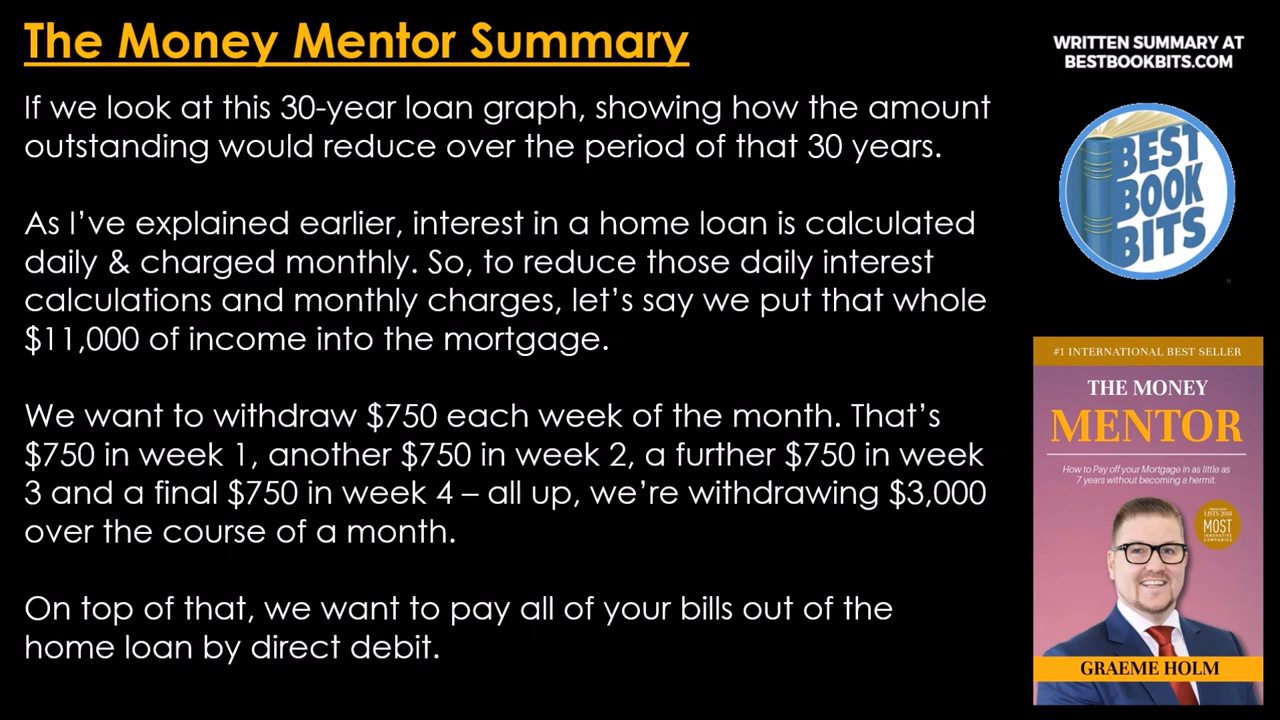 The Money Mentor Summary
If we look at this 30-year loan graph, showing how the amount
outstanding would reduce over the period of that 30 years.
As I’ve explained earlier, interest in a home loan is calculated
daily & charged monthly. So, to reduce those daily interest
calculations and monthly charges, let’s say we put that whole
$11,000 of income into the mortgage.
We want to withdraw $750 each week of the month. That’s
$750 in week 1, another $750 in week 2, a further $750 in week
3 and a final $750 in week 4 – all up, we’re withdrawing $3,000
over the course of a month.
On top of that, we want to pay all of your bills out of the
home loan by direct debit.
WRITTEN SUMMARY AT
BESTBOOKBITS.COM
BEST
BOOK
BITS
#1 INTERNATIONAL BEST SELLER
THE MONEY
MENTOR
How to Pay off your Mortgage in as little as
7 years without becoming a hermit.
LISTS 2018
MOST
INNOVATIVE
COMPANIES
GRAEME HOLM